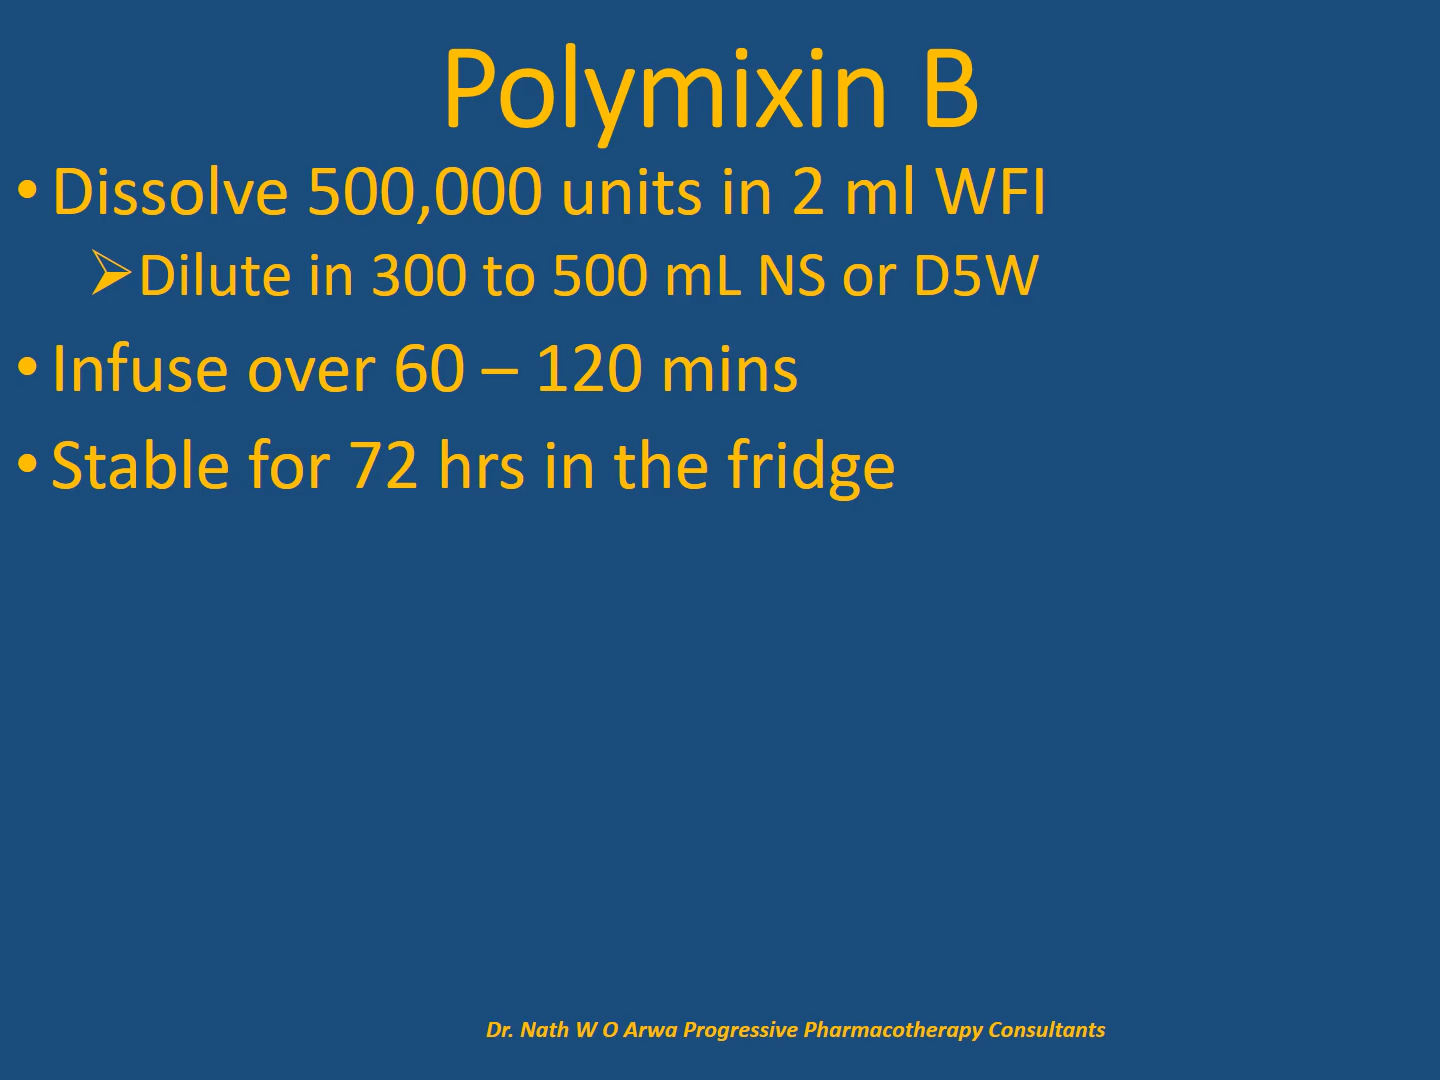 Polymixin B
• Dissolve 500,000 units in 2 ml WFI
➢Dilute in 300 to 500 mL NS or D5W
• Infuse over 60 – 120 mins
• Stable for 72 hrs in the fridge
Dr. Nath W O Arwa Progressive Pharmacotherapy Consultants